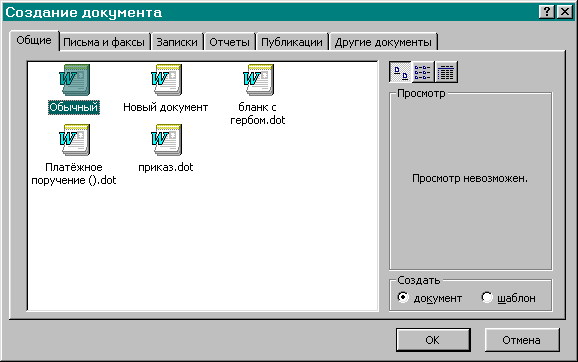 Создание документа
Общие Письма и факсы Записки Отчеты Публикации Другие документы
Обычный Новый документ бланк с
гербом.dot
Платёжное приказ.dot
поручение ().dot
Просмотр
Просмотр невозможен.
Создать
документ шаблон
ОК Отмена